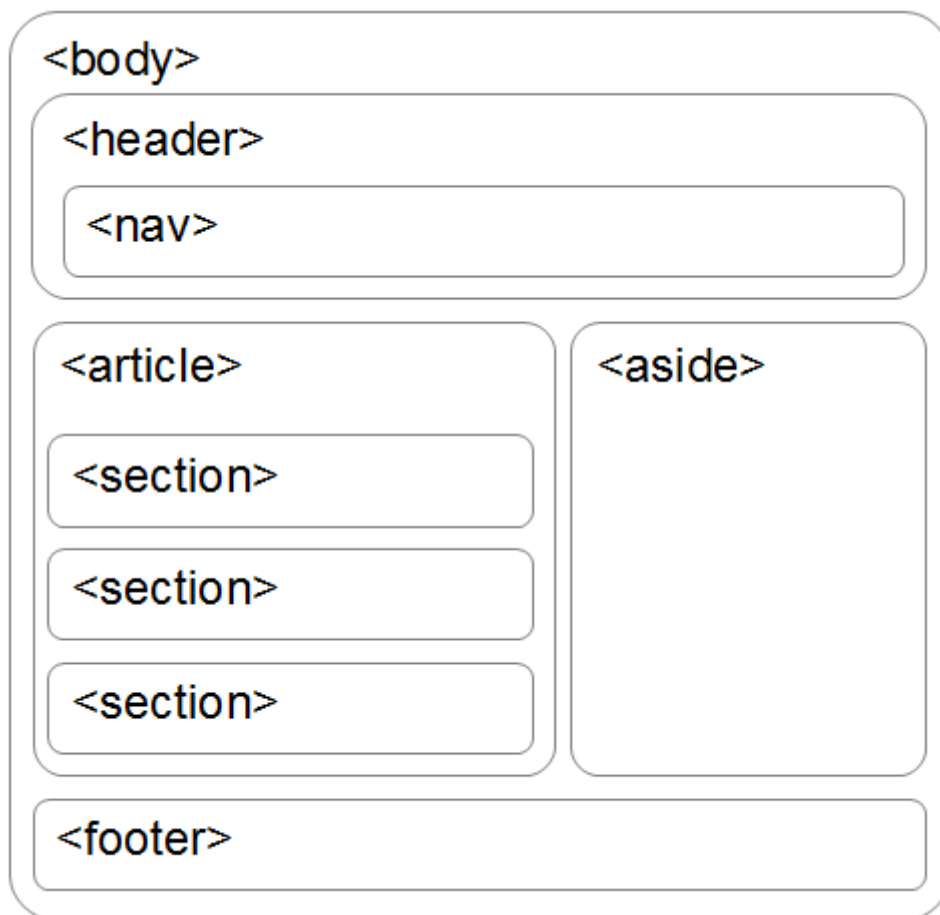 <body>
<header>
<nav>
<article>
<aside>
<section>
<section>
<section>
<footer>